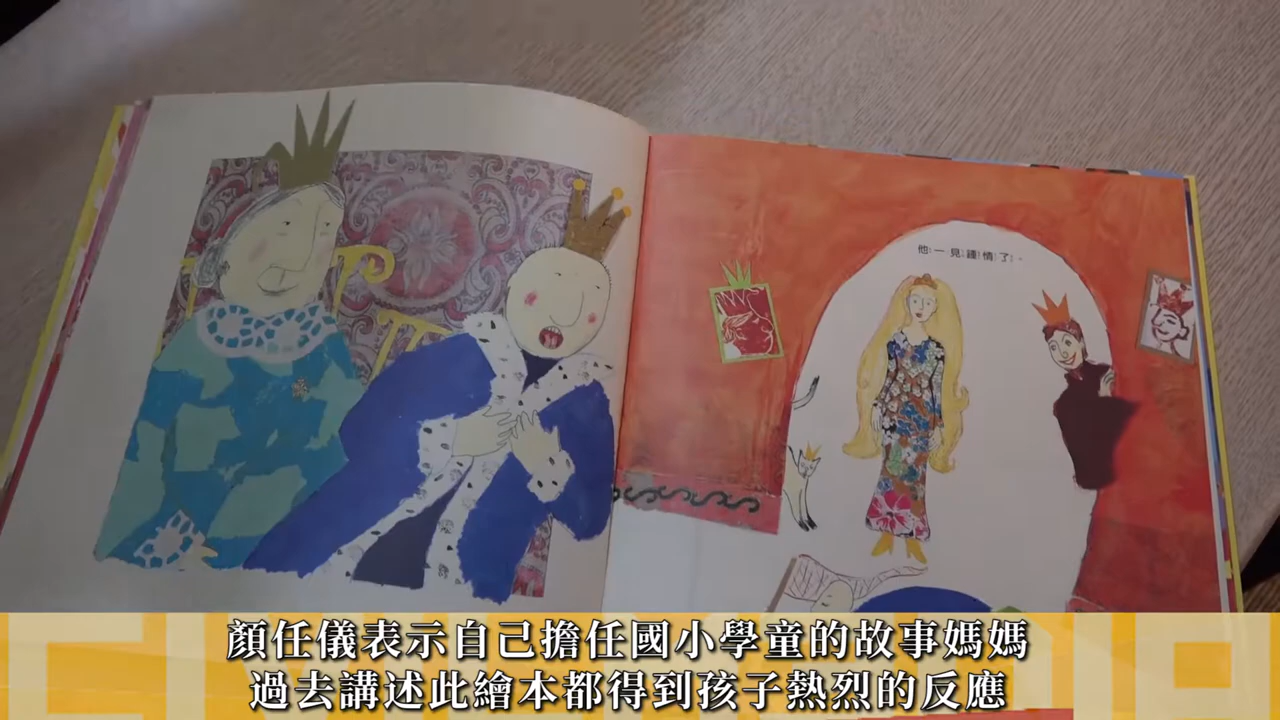 他一見鍾情了。
顏任儀表示自己擔任國小學童的故事媽媽
過去講述此繪本都得到孩子熱烈的反應